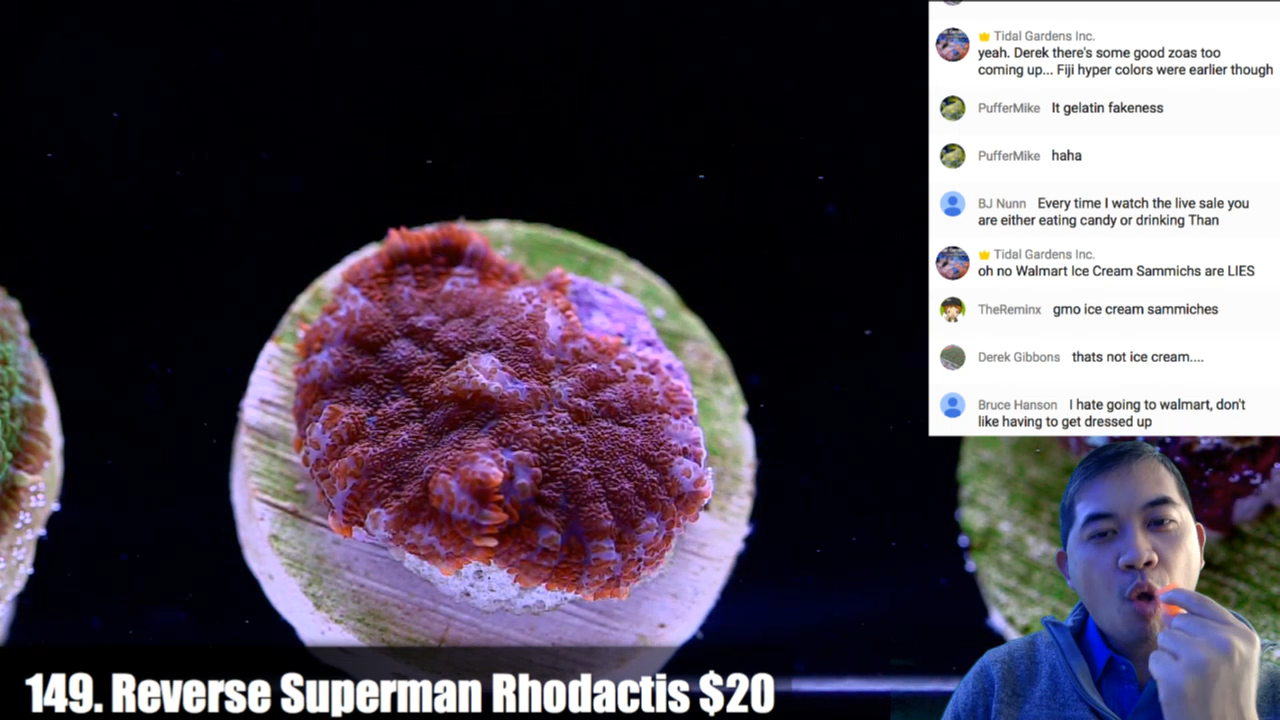 Tidal Gardens Inc.
yeah. Derek there's some good zoas too
coming up... Fiji hyper colors were earlier though
PufferMike It gelatin fakeness
PufferMike haha
BJ Nunn Every time I watch the live sale you
are either eating candy or drinking Than
Tidal Gardens Inc.
oh no Walmart Ice Cream Sammichs are LIES
TheReminx gmo ice cream sammiches
Derek Gibbons thats not ice cream....
Bruce Hanson I hate going to walmart, don't
like having to get dressed up
149. Reverse Superman Rhodactis $20